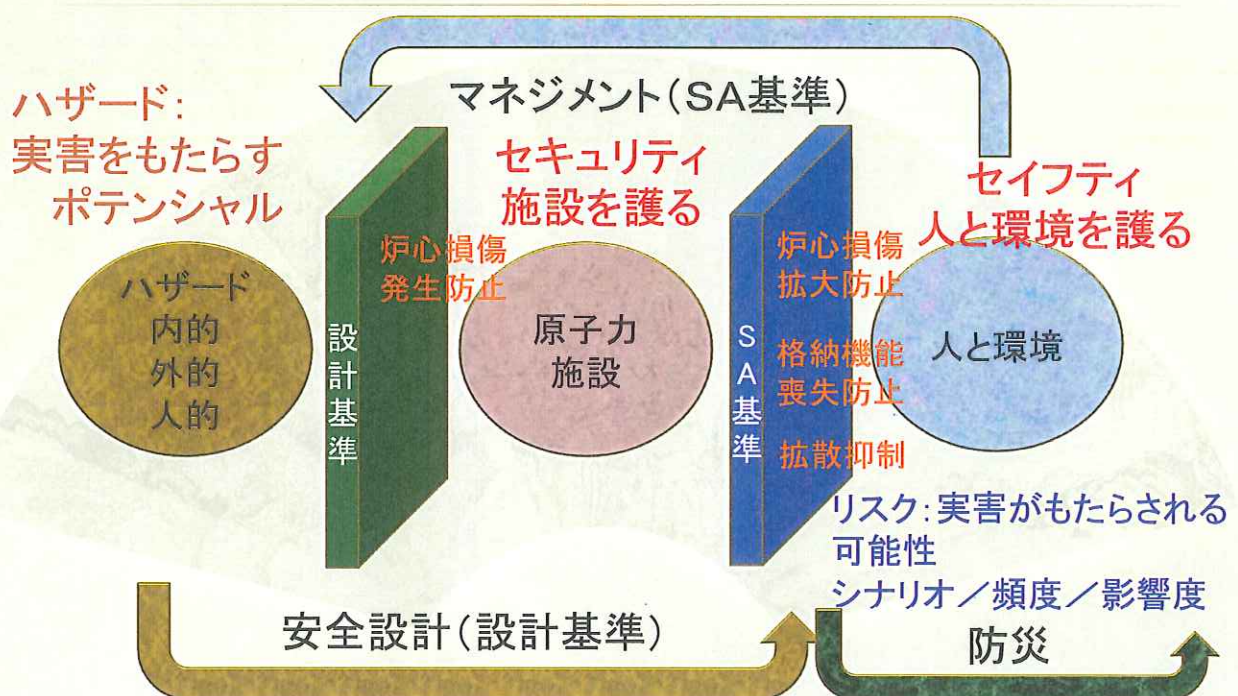 マネジメント(SA基準)
ハザード:
実害をもたらす
ポテンシャル
セキュリティ
施設を護る
セイフティ
人と環境を護る
ハザード
内的
外的
人的
設計基準
炉心損傷
発生防止
原子力
施設
SA基準
炉心損傷
拡大防止
格納機能
喪失防止
拡散抑制
人と環境
リスク:実害がもたらされる
可能性
シナリオ/頻度/影響度
安全設計(設計基準)
防災